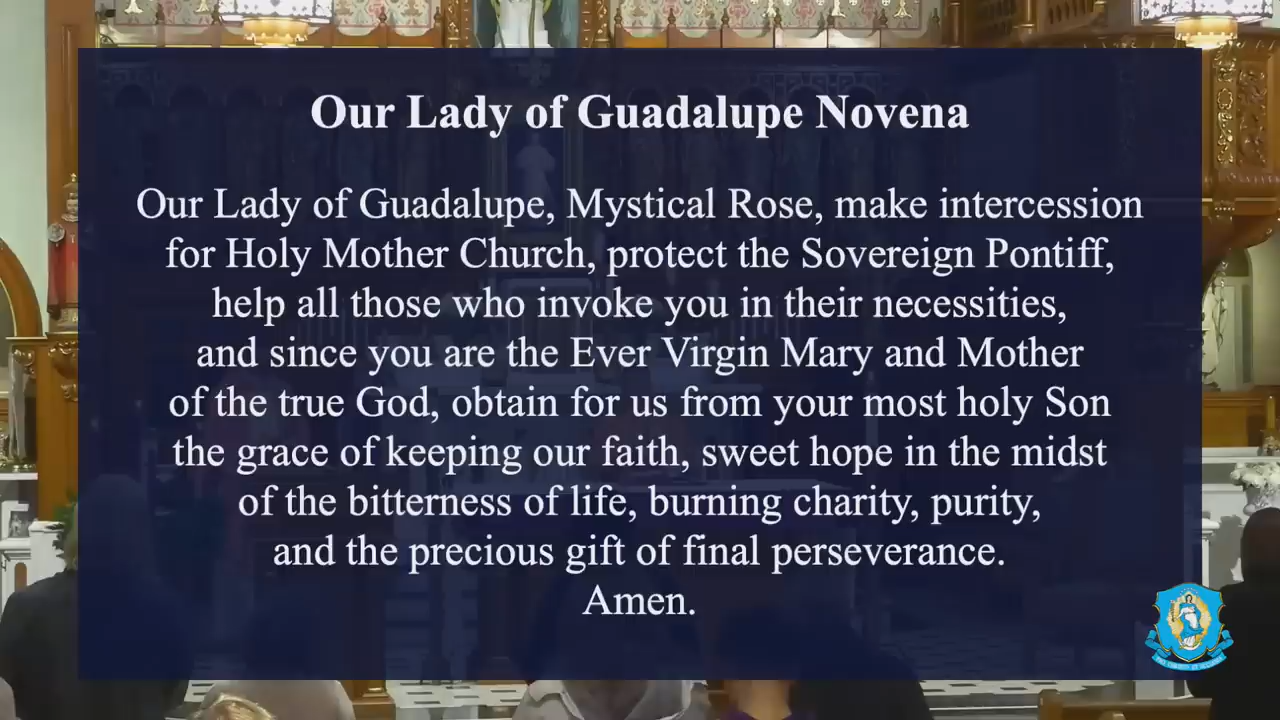 Our Lady of Guadalupe Novena
Our Lady of Guadalupe, Mystical Rose, make intercession
for Holy Mother Church, protect the Sovereign Pontiff,
help all those who invoke you in their necessities,
and since you are the Ever Virgin Mary and Mother
of the true God, obtain for us from your most holy Son
the grace of keeping our faith, sweet hope in the midst
of the bitterness of life, burning charity, purity,
and the precious gift of final perseverance.
Amen.